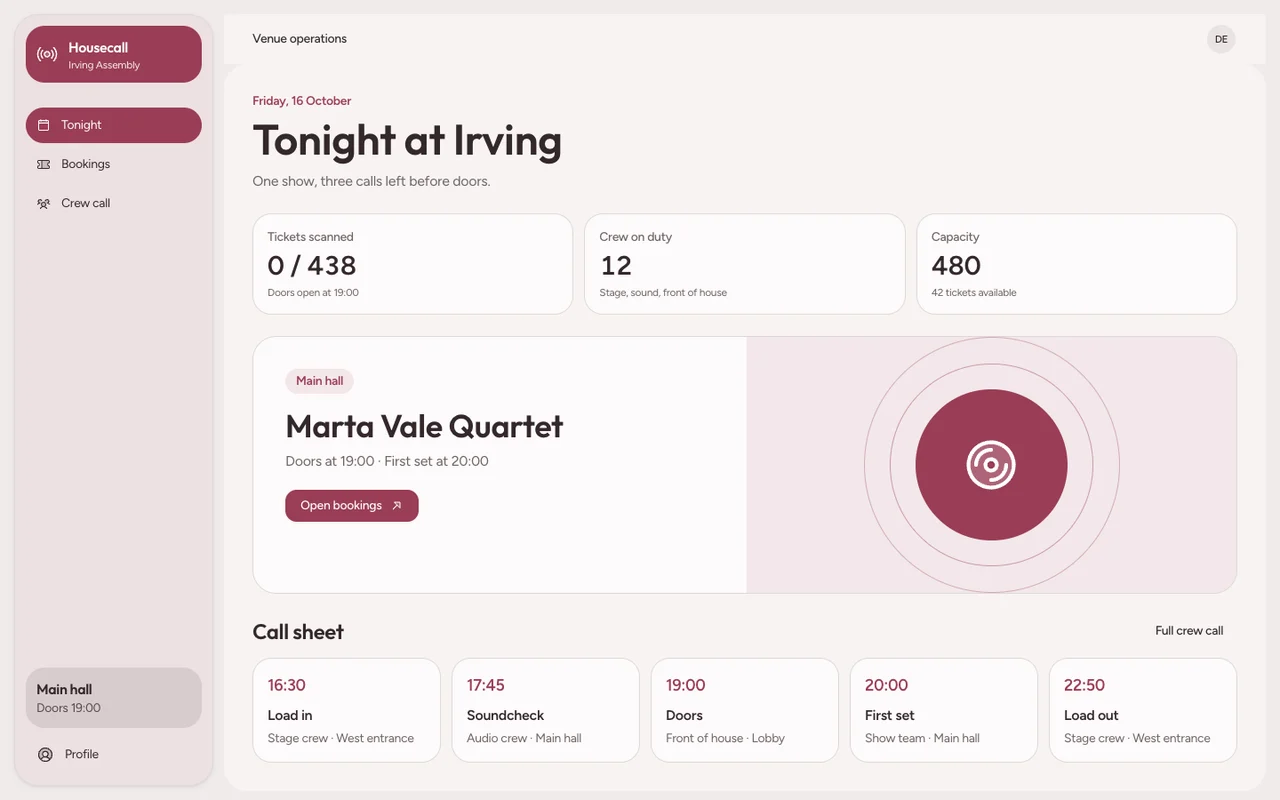 Housecall
Irving Assembly
Tonight
Bookings
Crew call
Main hall
Doors 19:00
Profile
Venue operations
DE
Friday, 16 October
Tonight at Irving
One show, three calls left before doors.
Tickets scanned
0 / 438
Doors open at 19:00
Crew on duty
12
Stage, sound, front of house
Capacity
480
42 tickets available
Main hall
Marta Vale Quartet
Doors at 19:00 · First set at 20:00
Open bookings
Call sheet
Full crew call
16:30
Load in
Stage crew · West entrance
17:45
Soundcheck
Audio crew · Main hall
19:00
Doors
Front of house · Lobby
20:00
First set
Show team · Main hall
22:50
Load out
Stage crew · West entrance